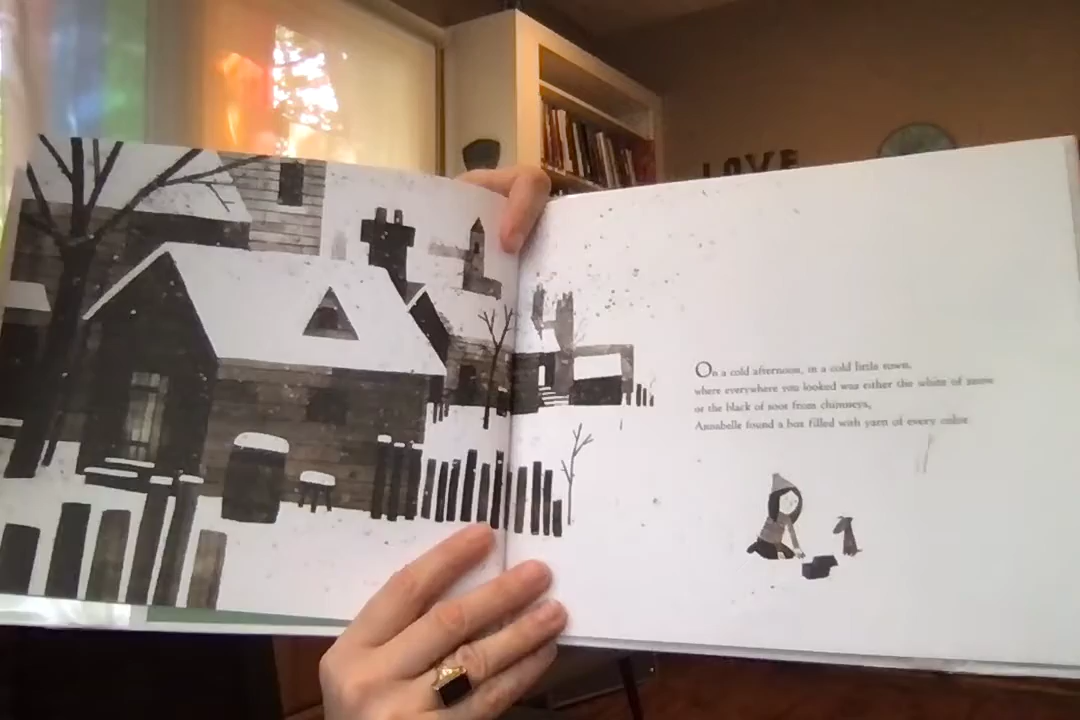 LOVE
On a cold afternoon, in a cold little town,
where everywhere you looked was either the white of snow
or the black of soot from chimneys,
Annabelle found a box filled with yarn of every color.